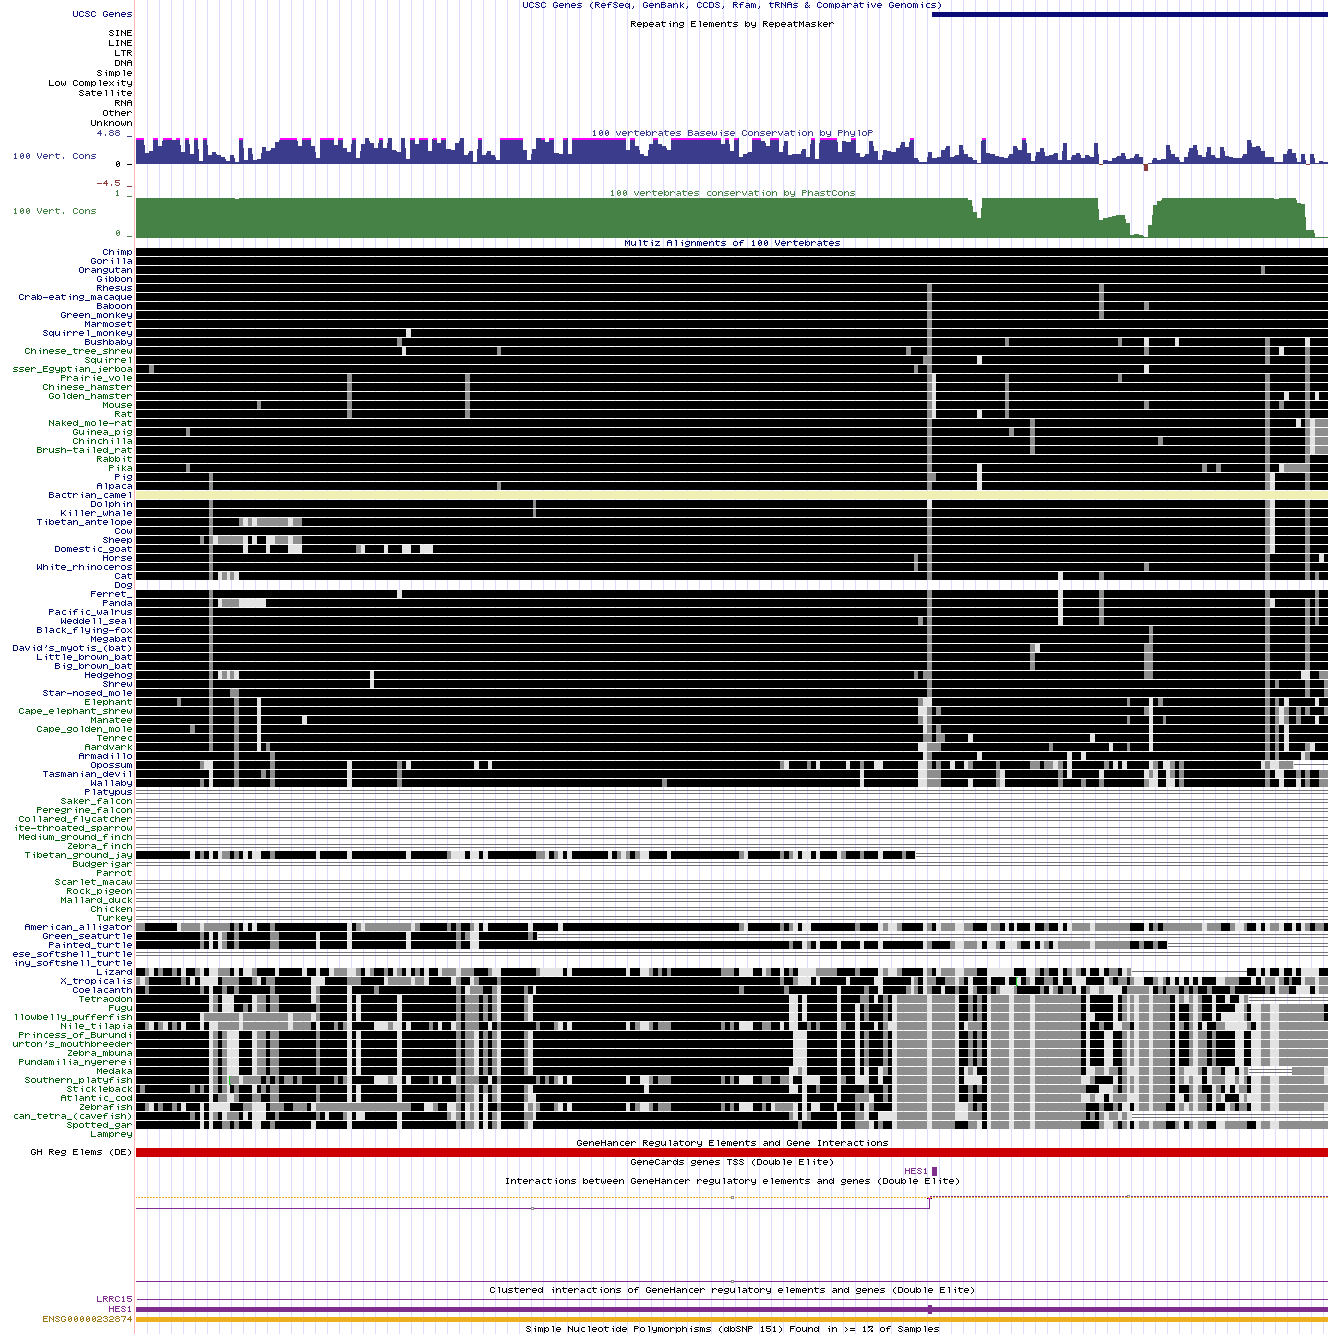 UCSC Genes (RefSeq, GenBank, CCDS, Rfam, tRNAs & Comparative Genomics)
UCSC Genes
Repeating Elements by RepeatMasker
SINE
LINE
LTR
DNA
Simple
Low Complexity
Satellite
RNA
Other
Unknown
4.88 _
100 vertebrates Basewise Conservation by PhyloP
100 Vert. Cons
0 _
-4.5 _
1 _
100 vertebrates conservation by PhastCons
100 Vert. Cons
0 _
Multiz Alignments of 100 Vertebrates
Chimp
Gorilla
Orangutan
Gibbon
Rhesus
Crab-eating_macaque
Baboon
Green_monkey
Marmoset
Squirrel_monkey
Bushbaby
Chinese_tree_shrew
Squirrel
sser_Egyptian_jerboa
Prairie_vole
Chinese_hamster
Golden_hamster
Mouse
Rat
Naked_mole-rat
Guinea_pig
Chinchilla
Brush-tailed_rat
Rabbit
Pika
Pig
Alpaca
Bactrian_camel
Dolphin
Killer_whale
Tibetan_antelope
Cow
Sheep
Domestic_goat
Horse
White_rhinoceros
Cat
Dog
Ferret_
Panda
Pacific_walrus
Weddell_seal
Black_flying-fox
Megabat
David's_myotis_(bat)
Little_brown_bat
Big_brown_bat
Hedgehog
Shrew
Star-nosed_mole
Elephant
Cape_elephant_shrew
Manatee
Cape_golden_mole
Tenrec
Aardvark
Armadillo
Opossum
Tasmanian_devil
Wallaby
Platypus
Saker_falcon
Peregrine_falcon
Collared_flycatcher
ite-throated_sparrow
Medium_ground_finch
Zebra_finch
Tibetan_ground_jay
Budgerigar
Parrot
Scarlet_macaw
Rock_pigeon
Mallard_duck
Chicken
Turkey
American_alligator
Green_seaturtle
Painted_turtle
ese_softshell_turtle
iny_softshell_turtle
Lizard
X_tropicalis
Coelacanth
Tetraodon
Fugu
llowbelly_pufferfish
Nile_tilapia
Princess_of_Burundi
urton's_mouthbreeder
Zebra_mbuna
Pundamilia_nyererei
Medaka
Southern_platyfish
Stickleback
Atlantic_cod
Zebrafish
can_tetra_(cavefish)
Spotted_gar
Lamprey
GeneHancer Regulatory Elements and Gene Interactions
GH Reg Elems (DE)
GeneCards genes TSS (Double Elite)
HES1
Interactions between GeneHancer regulatory elements and genes (Double Elite)
Clustered interactions of GeneHancer regulatory elements and genes (Double Elite)
LRRC15
HES1
ENSG00000232874
Simple Nucleotide Polymorphisms (dbSNP 151) Found in >= 1% of Samples